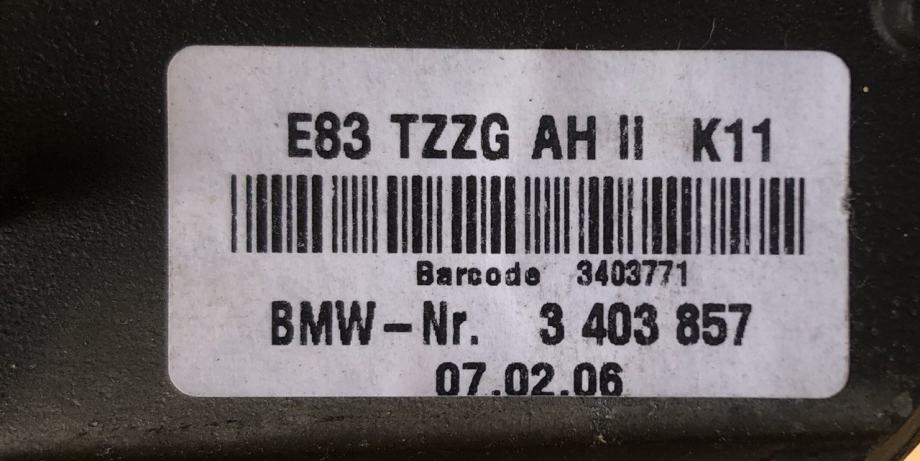 E83 TZZG AH II K11
Barcode 3403771
BMW-Nr. 3 403 857
07.02.06